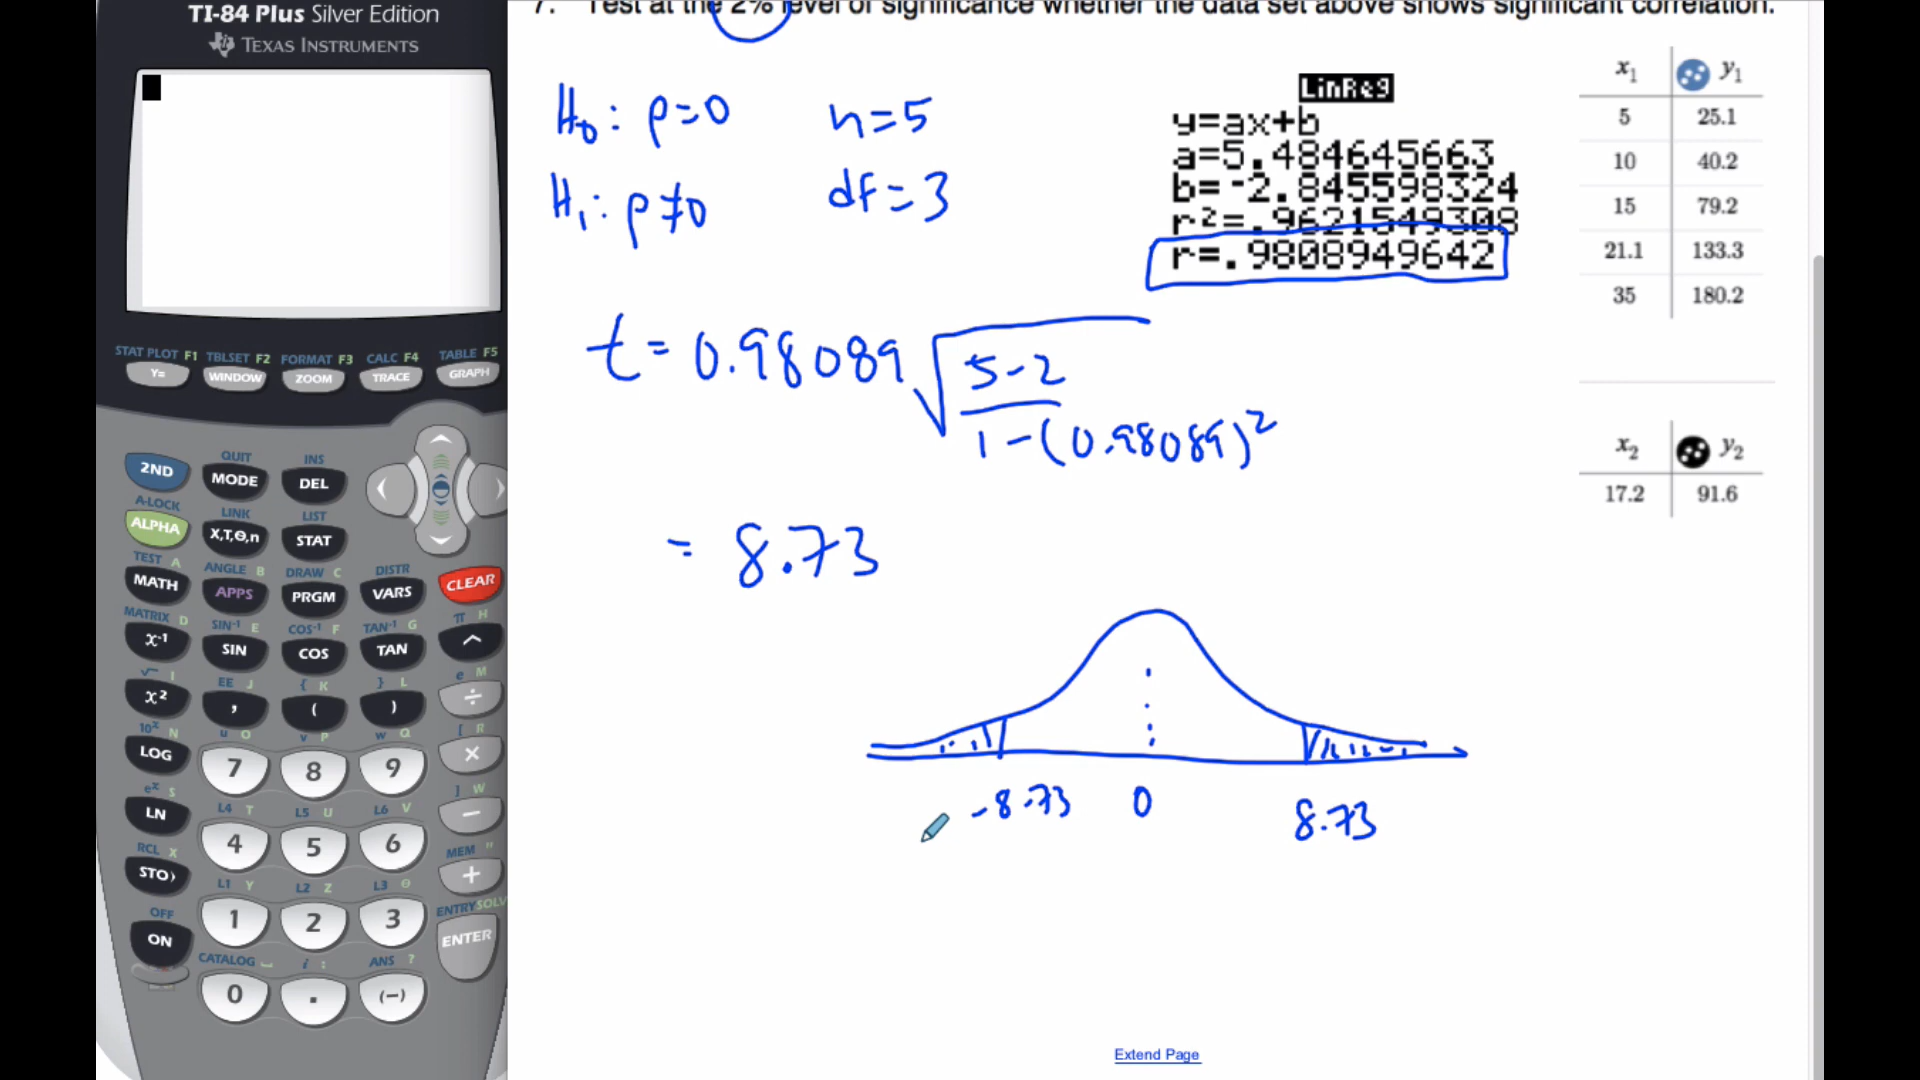 TI-84 Plus Silver Edition
TEXAS INSTRUMENTS
STAT PLOT F1 TBLSET F2 FORMAT F3 CALC F4 TABLE F5
Y= WINDOW ZOOM TRACE GRAPH
QUIT INS
2ND MODE DEL
A-LOCK LINK LIST
ALPHA X,T,Θ,n STAT
TEST A ANGLE B DRAW C DISTR
MATH APPS PRGM VARS CLEAR
MATRIX D SIN-1 E COS-1 F TAN-1 G π H
x-1 SIN COS TAN ^
√ I EE J { K } L e M
x² , ( ) ÷
10ˣ N u O v P w Q [ R
LOG 7 8 9 ×
eˣ S L4 T L5 U L6 V ] W
LN 4 5 6 −
RCL X L1 Y L2 Z L3 θ MEM "
STO› 1 2 3 +
OFF CATALOG i : ANS ? ENTRY SOLV
ON 0 . (−) ENTER
7. Test at the 2% level of significance whether the data set above shows significant correlation.
H₀: ρ=0 n=5
H₁: ρ≠0 df=3
LinReg
y=ax+b
a=5.484645663
b=-2.845598324
r²=.9621549308
r=.9808949642
t= 0.98089 √ 5-2
1-(0.98089)²
= 8.73
-8.73 0 8.73
x₁ y₁
5 25.1
10 40.2
15 79.2
21.1 133.3
35 180.2
x₂ y₂
17.2 91.6
Extend Page